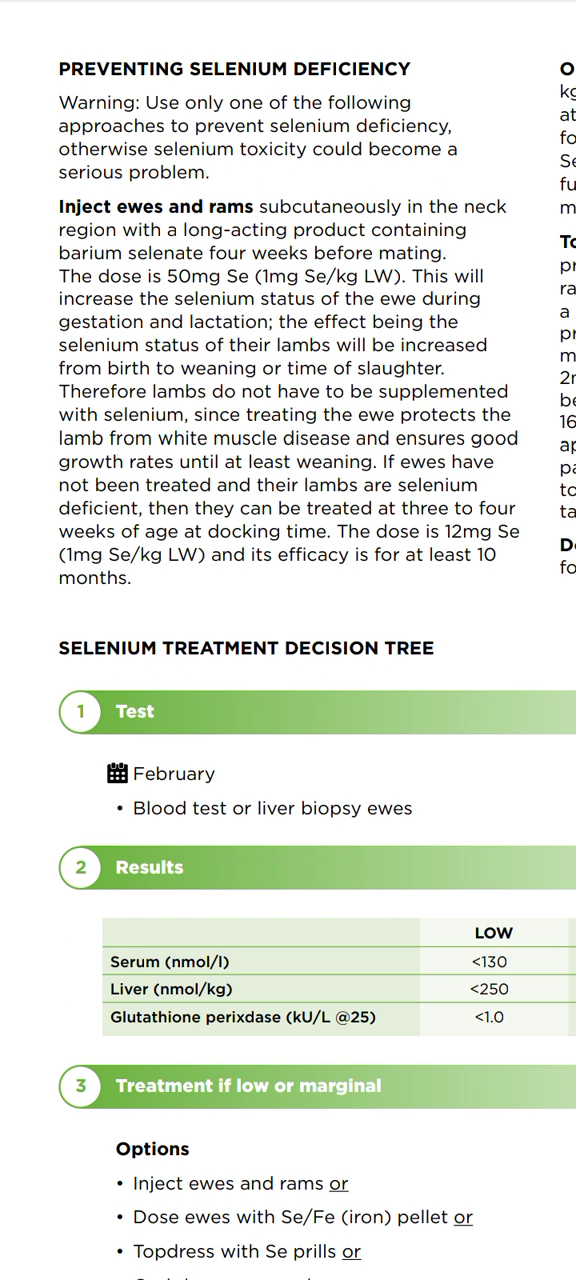 PREVENTING SELENIUM DEFICIENCY
Warning: Use only one of the following
approaches to prevent selenium deficiency,
otherwise selenium toxicity could become a
serious problem.
Inject ewes and rams subcutaneously in the neck
region with a long-acting product containing
barium selenate four weeks before mating.
The dose is 50mg Se (1mg Se/kg LW). This will
increase the selenium status of the ewe during
gestation and lactation; the effect being the
selenium status of their lambs will be increased
from birth to weaning or time of slaughter.
Therefore lambs do not have to be supplemented
with selenium, since treating the ewe protects the
lamb from white muscle disease and ensures good
growth rates until at least weaning. If ewes have
not been treated and their lambs are selenium
deficient, then they can be treated at three to four
weeks of age at docking time. The dose is 12mg Se
(1mg Se/kg LW) and its efficacy is for at least 10
months.
SELENIUM TREATMENT DECISION TREE
1 Test
February
• Blood test or liver biopsy ewes
2 Results
LOW
Serum (nmol/l) <130
Liver (nmol/kg) <250
Glutathione perixdase (kU/L @25) <1.0
3 Treatment if low or marginal
Options
• Inject ewes and rams or
• Dose ewes with Se/Fe (iron) pellet or
• Topdress with Se prills or